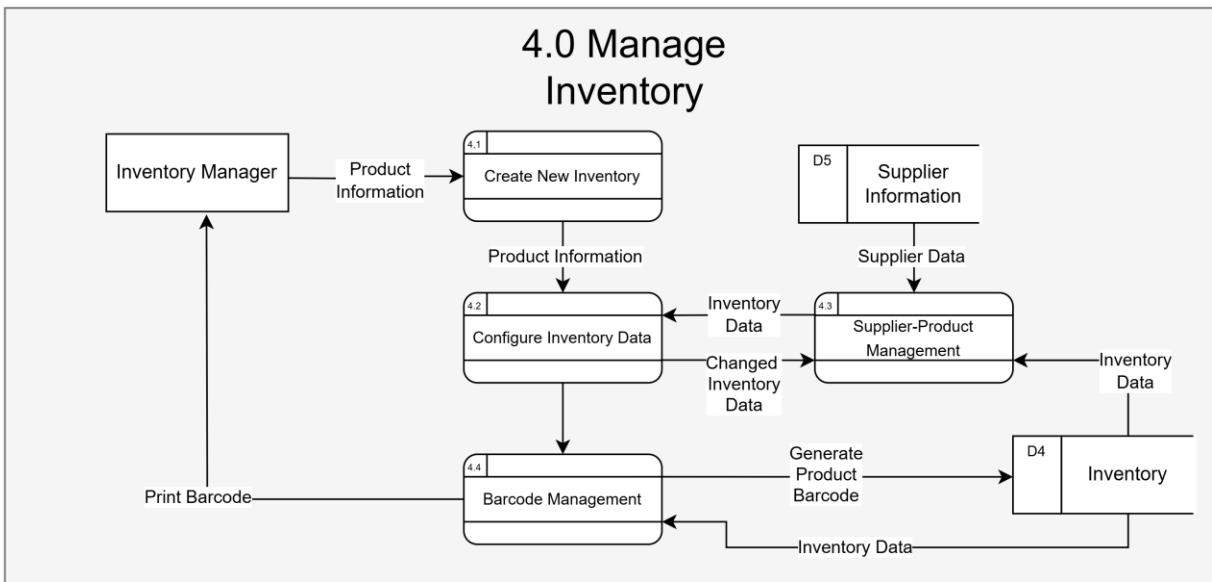 4.0 Manage
Inventory
Inventory Manager
Product
Information
4.1
Create New Inventory
D5
Supplier
Information
Product Information
Supplier Data
4.2
Configure Inventory Data
Inventory
Data
4.3
Supplier-Product
Management
Changed
Inventory
Data
Inventory
Data
4.4
Barcode Management
Generate
Product
Barcode
D4
Inventory
Print Barcode
Inventory Data